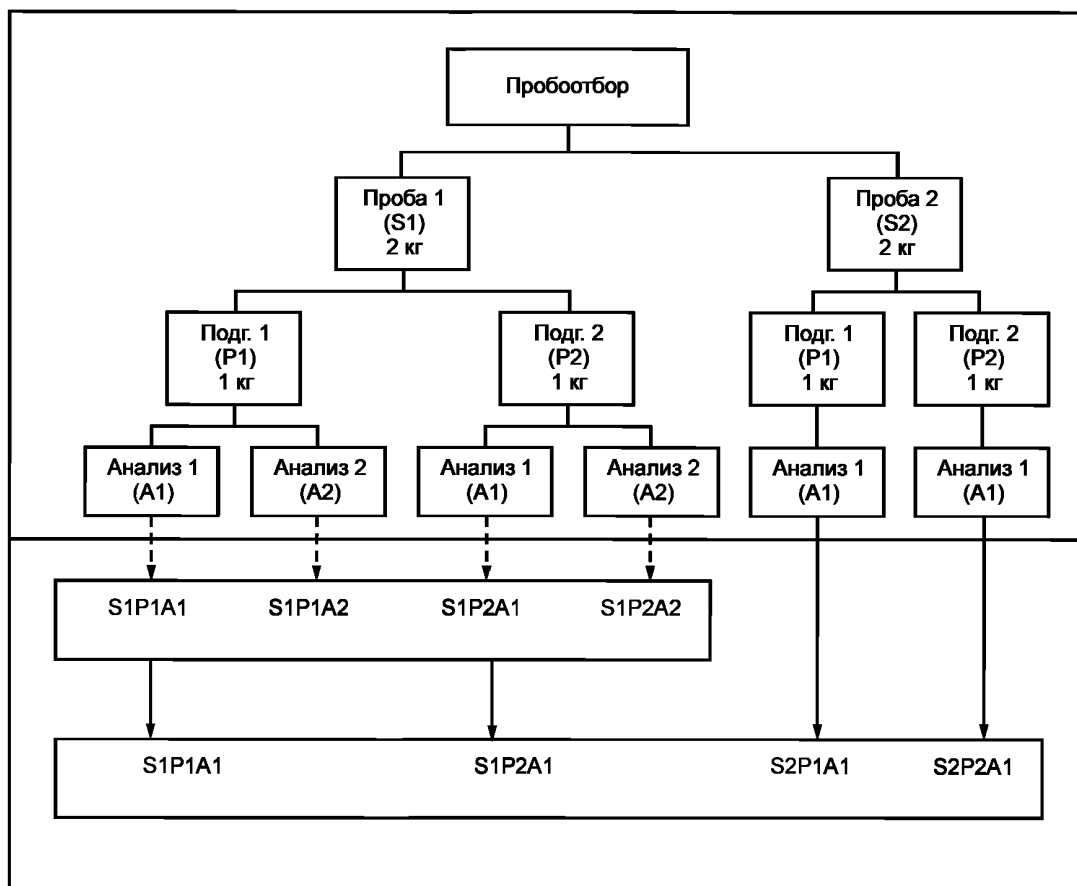 Пробоотбор
Проба 1
(S1)
2 кг
Проба 2
(S2)
2 кг
Подг. 1
(P1)
1 кг
Подг. 2
(P2)
1 кг
Подг. 1
(P1)
1 кг
Подг. 2
(P2)
1 кг
Анализ 1
(A1)
Анализ 2
(A2)
Анализ 1
(A1)
Анализ 2
(A2)
Анализ 1
(A1)
Анализ 1
(A1)
S1P1A1 S1P1A2 S1P2A1 S1P2A2
S1P1A1 S1P2A1 S2P1A1 S2P2A1